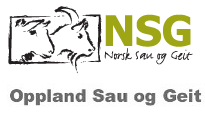 NSG
Norsk Sau og Geit
Oppland Sau og Geit